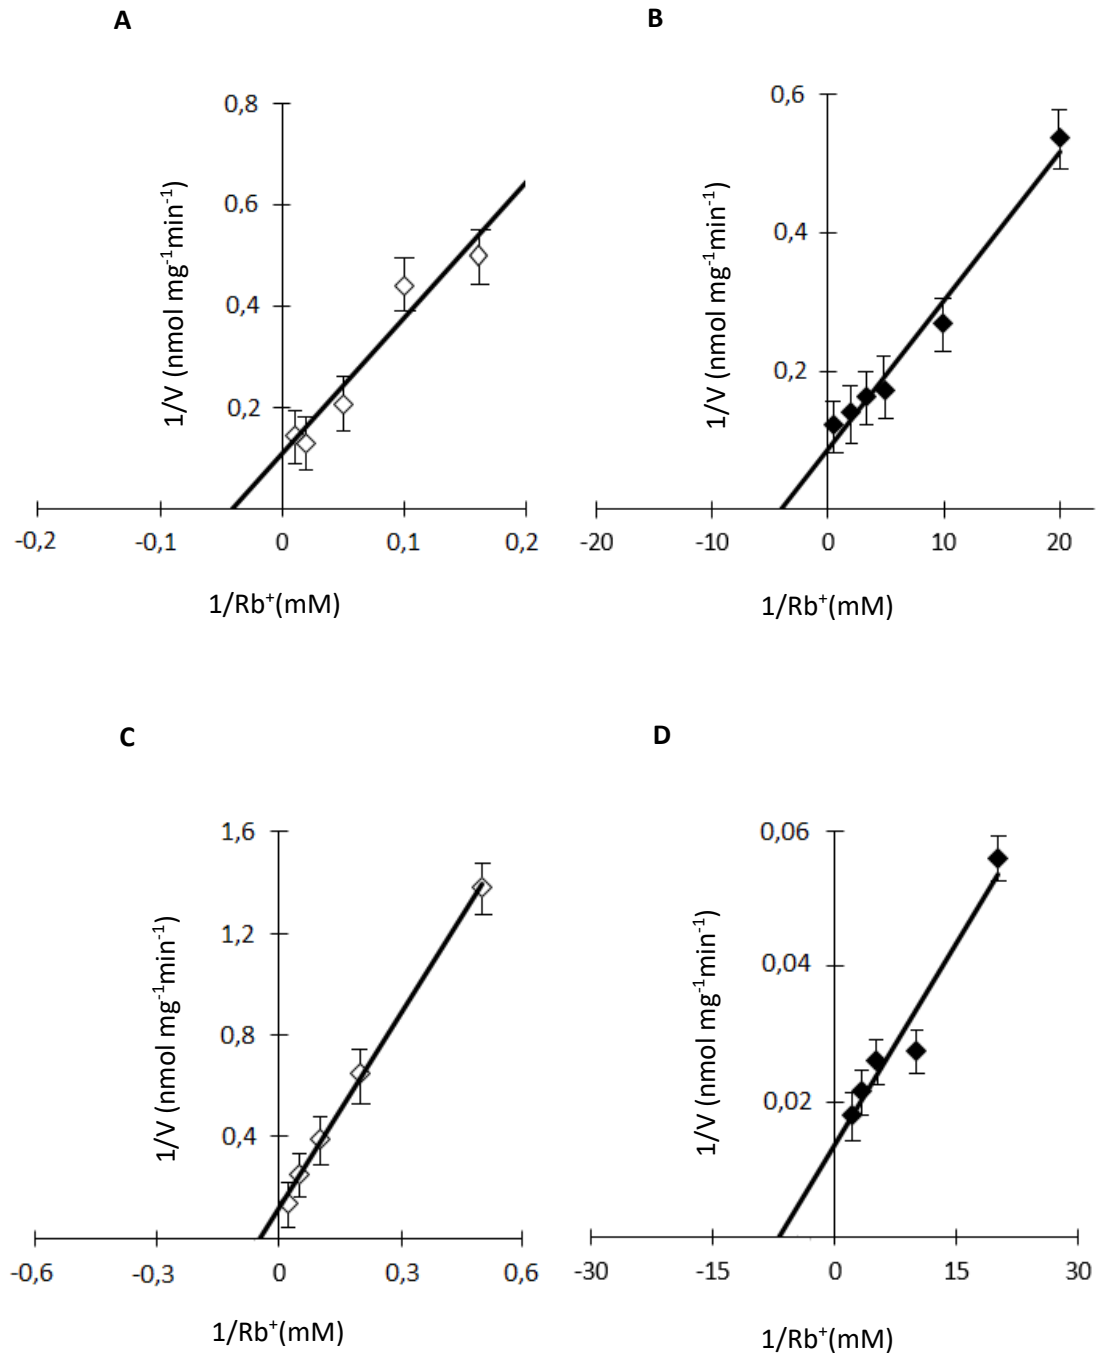 A
0,8
0,6
0,4
0,2
1/V (nmol mg⁻¹min⁻¹)
-0,2 -0,1 0 0,1 0,2
1/Rb⁺(mM)
B
0,6
0,4
0,2
1/V (nmol mg⁻¹min⁻¹)
-20 -10 0 10 20
1/Rb⁺(mM)
C
1,6
1,2
0,8
0,4
1/V (nmol mg⁻¹min⁻¹)
-0,6 -0,3 0 0,3 0,6
1/Rb⁺(mM)
D
0,06
0,04
0,02
1/V (nmol mg⁻¹min⁻¹)
-30 -15 0 15 30
1/Rb⁺(mM)